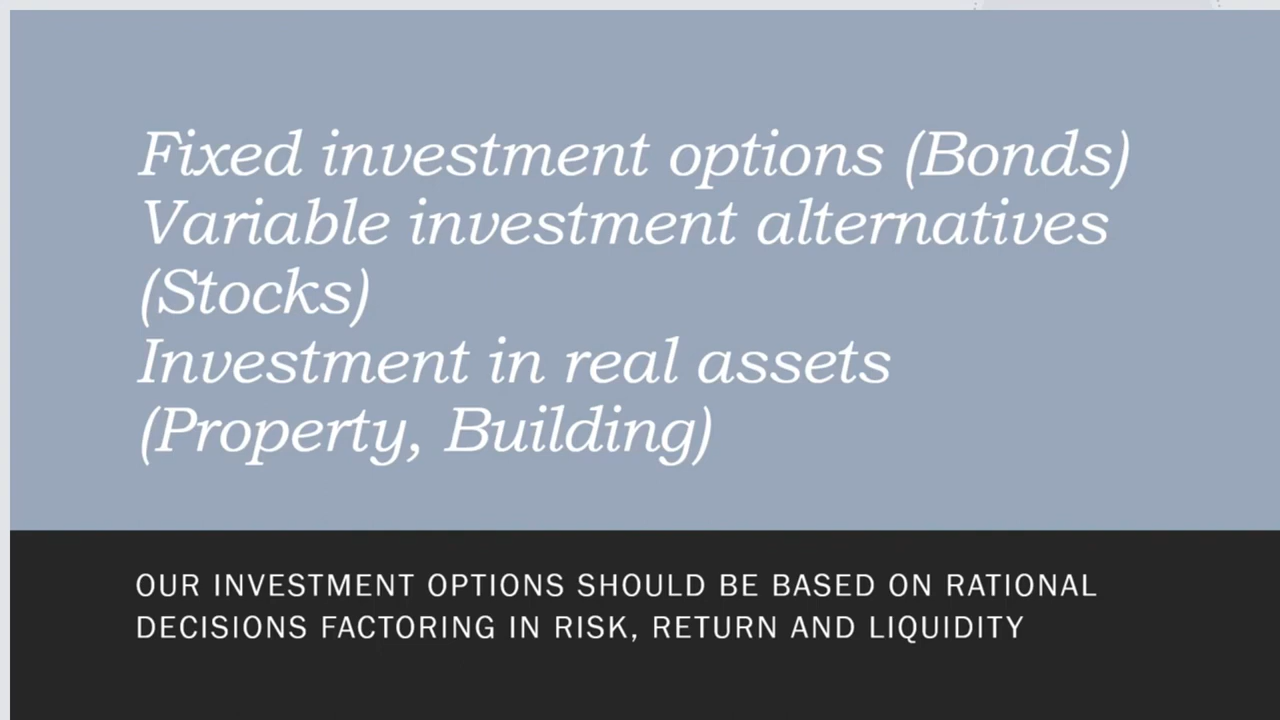 Fixed investment options (Bonds)
Variable investment alternatives
(Stocks)
Investment in real assets
(Property, Building)
OUR INVESTMENT OPTIONS SHOULD BE BASED ON RATIONAL
DECISIONS FACTORING IN RISK, RETURN AND LIQUIDITY